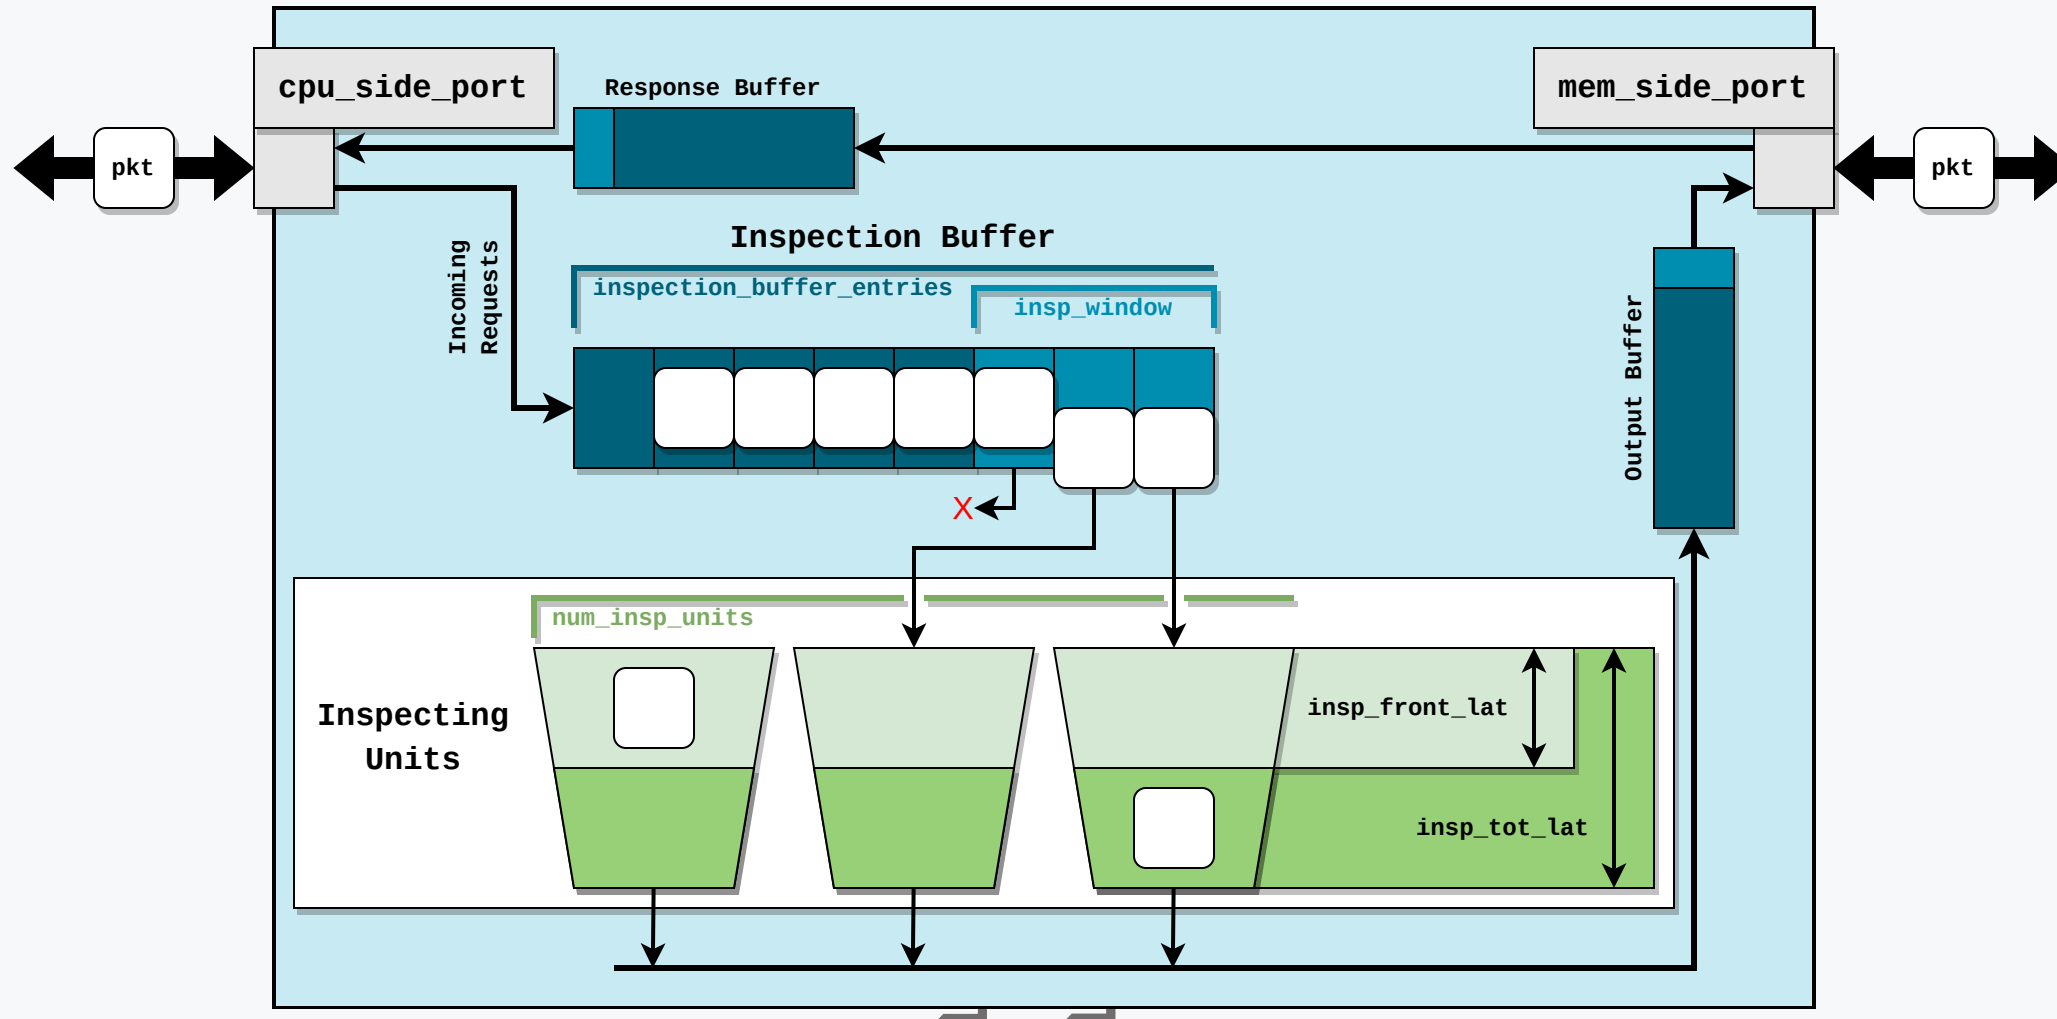 cpu_side_port
mem_side_port
Response Buffer
pkt
pkt
Inspection Buffer
Incoming
Requests
inspection_buffer_entries
insp_window
Output Buffer
X
num_insp_units
Inspecting
Units
insp_front_lat
insp_tot_lat